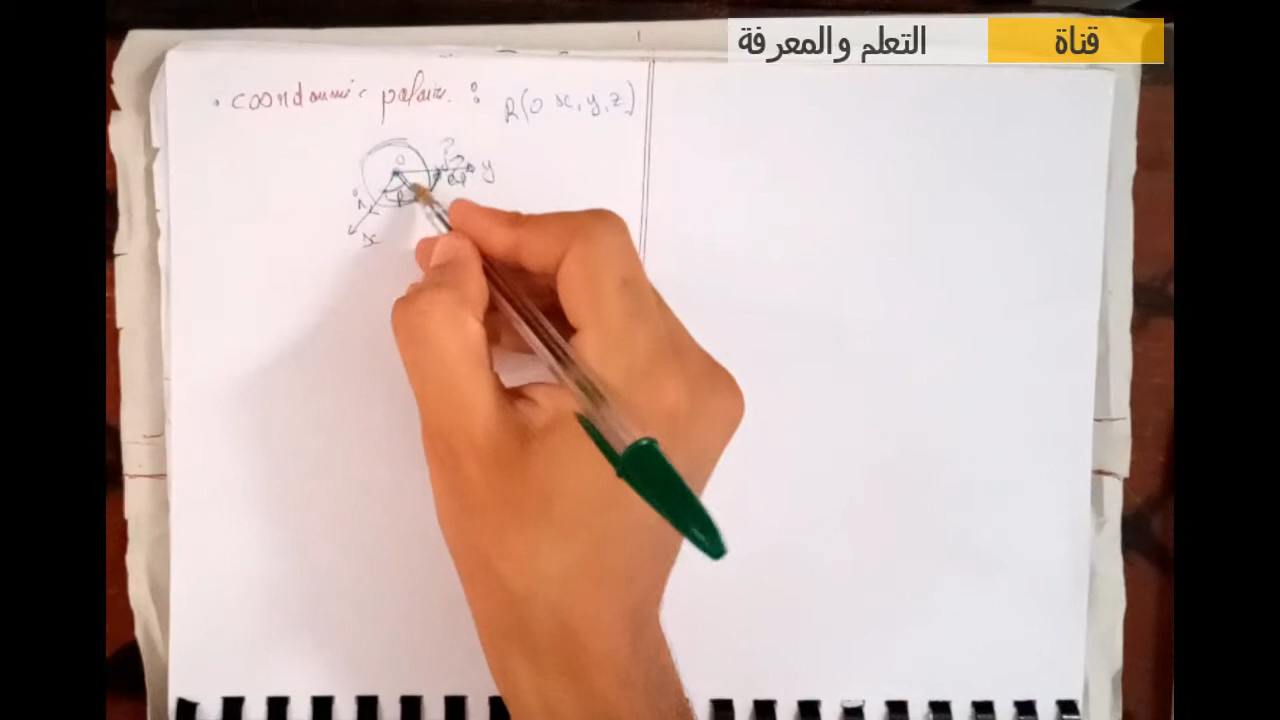 قناة التعلم والمعرفة
. coordonnée polaire :
R(O x, y, z)
O
y
x